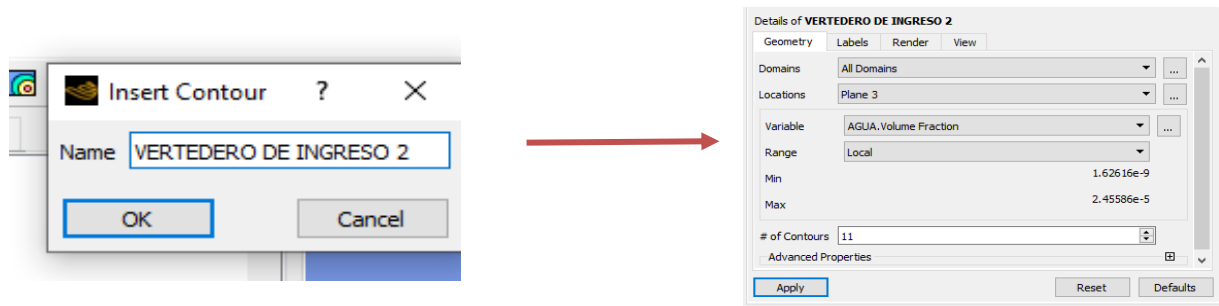 Insert Contour ?
Name VERTEDERO DE INGRESO 2
OK Cancel
Details of VERTEDERO DE INGRESO 2
Geometry Labels Render View
Domains All Domains ...
Locations Plane 3 ...
Variable AGUA.Volume Fraction ...
Range Local
Min 1.62616e-9
Max 2.45586e-5
# of Contours 11
Advanced Properties
Apply Reset Defaults